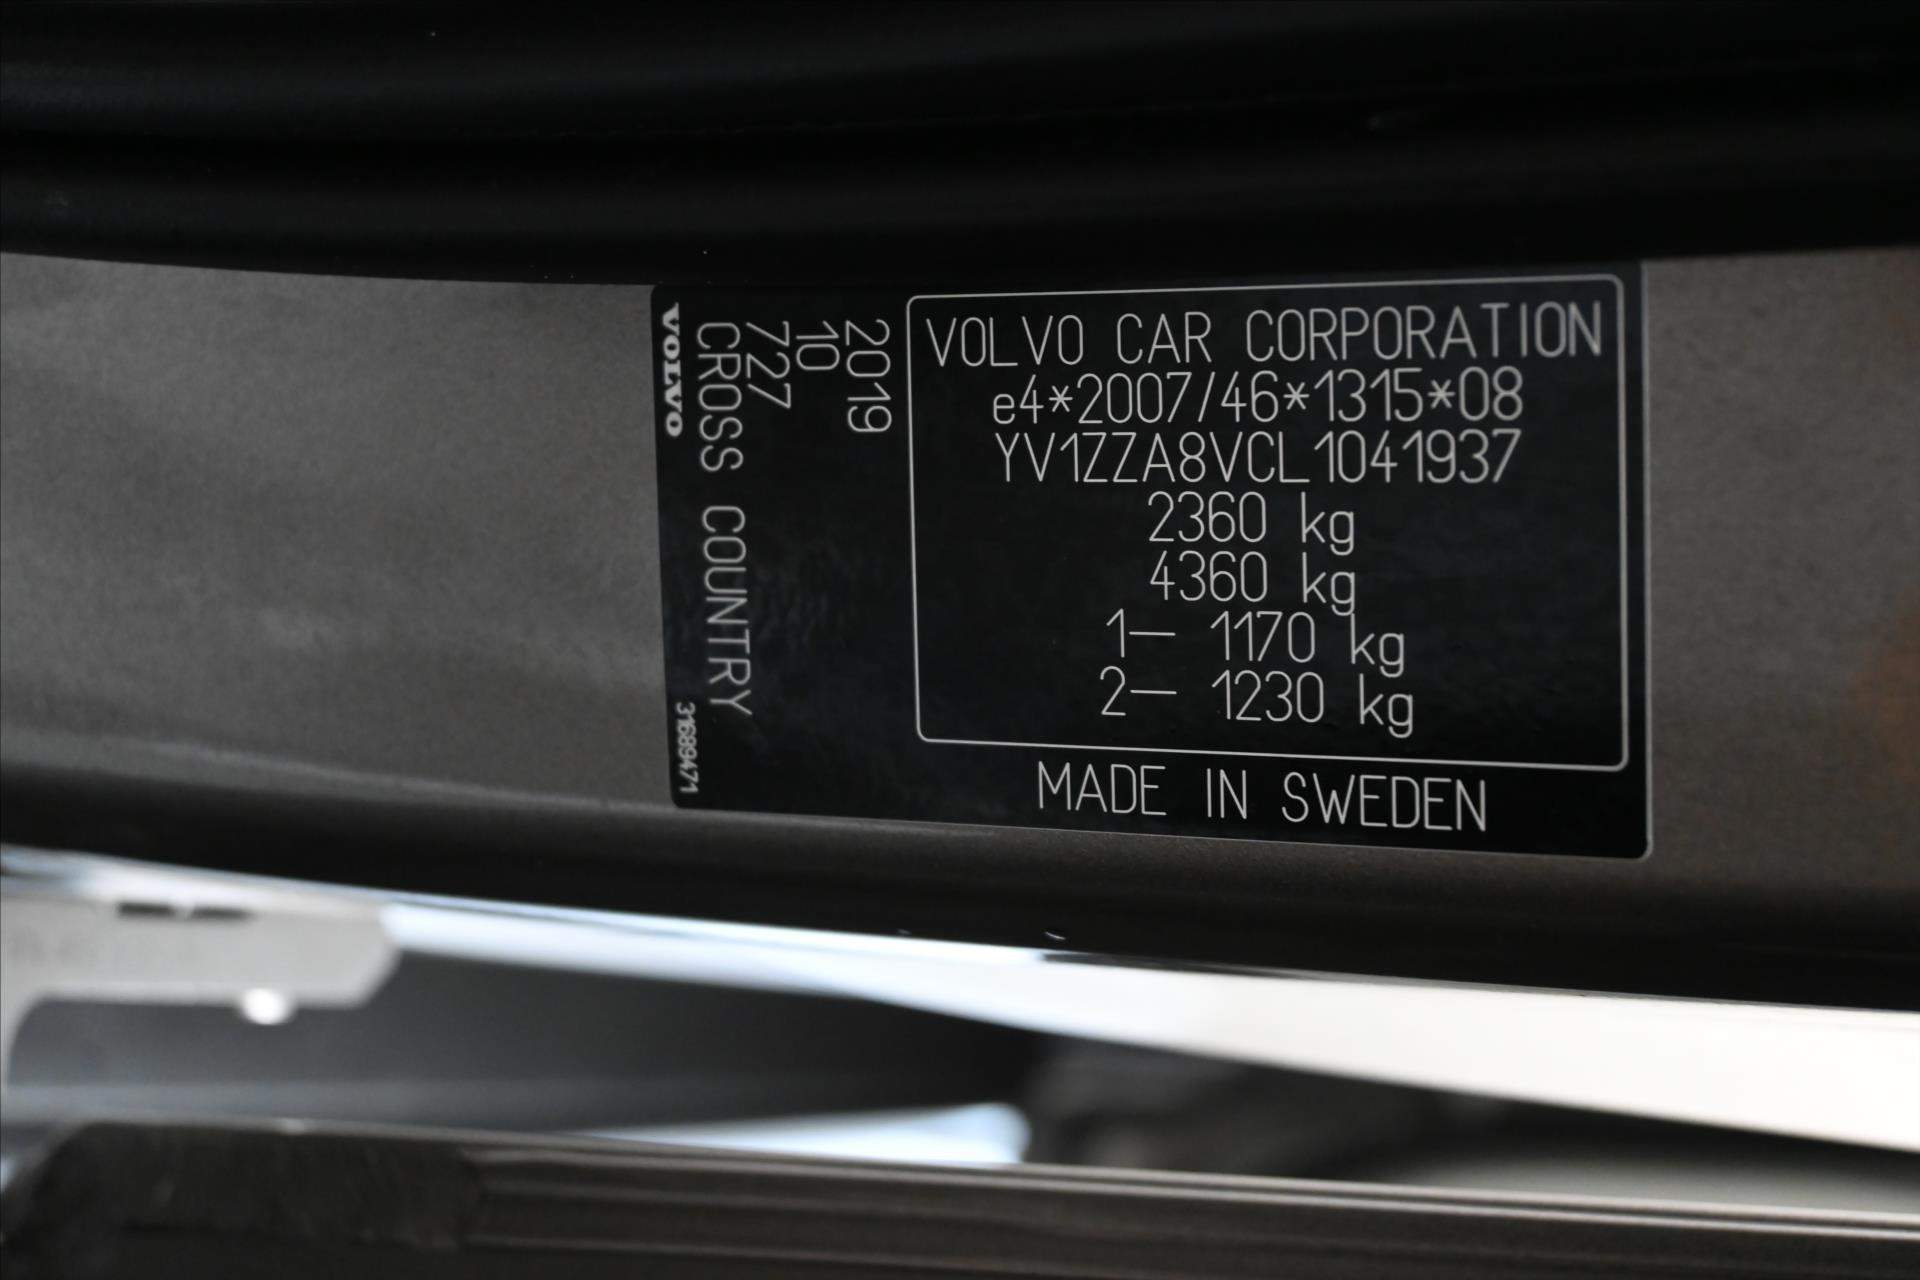 VOLVO CAR CORPORATION
e4*2007/46*1315*08
YV1ZZA8VCL1041937
2360 kg
4360 kg
1— 1170 kg
2— 1230 kg
MADE IN SWEDEN
2019
10
727
CROSS COUNTRY
VOLVO
31689471